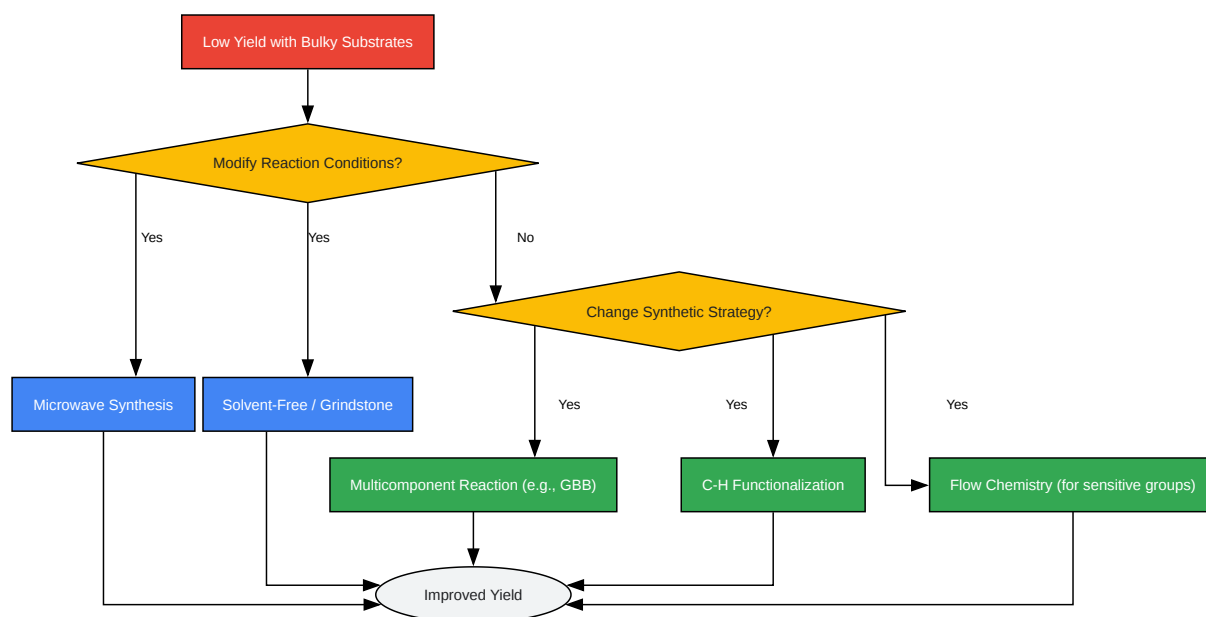 Low Yield with Bulky Substrates
Modify Reaction Conditions?
Yes
Yes
No
Change Synthetic Strategy?
Microwave Synthesis
Solvent-Free / Grindstone
Yes
Yes
Yes
Multicomponent Reaction (e.g., GBB)
C-H Functionalization
Flow Chemistry (for sensitive groups)
Improved Yield